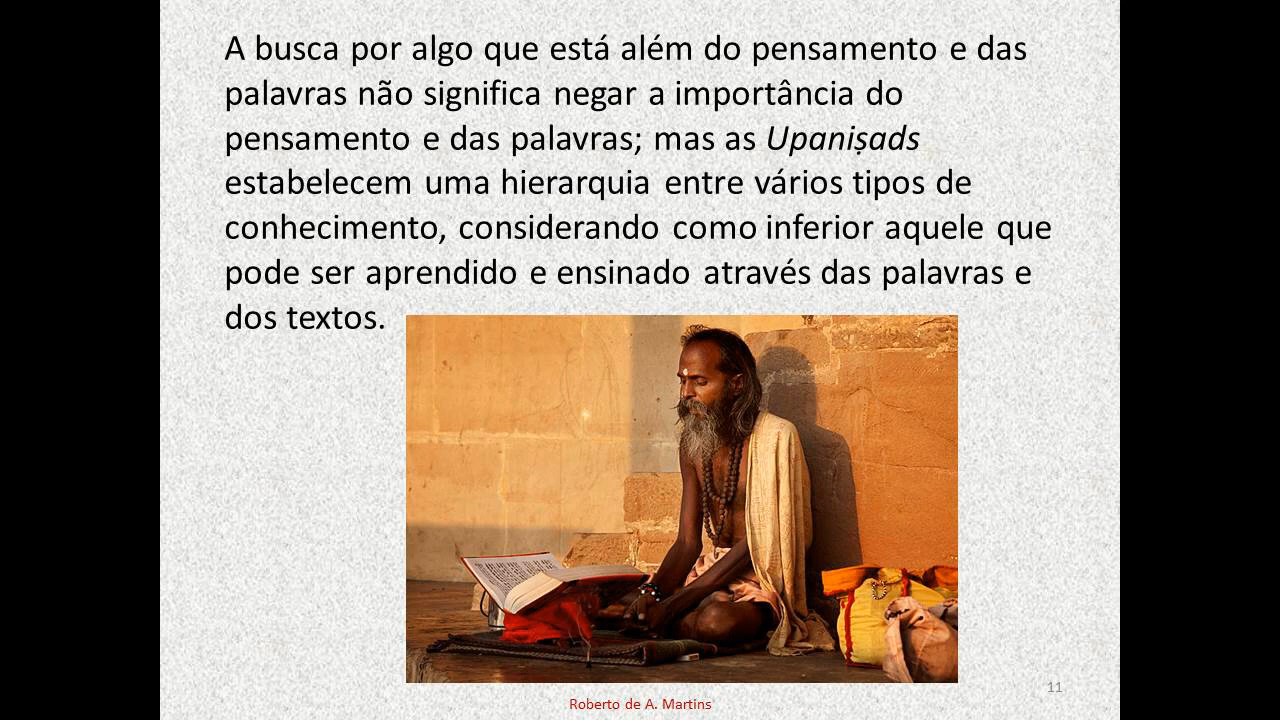 A busca por algo que está além do pensamento e das
palavras não significa negar a importância do
pensamento e das palavras; mas as Upaniṣads
estabelecem uma hierarquia entre vários tipos de
conhecimento, considerando como inferior aquele que
pode ser aprendido e ensinado através das palavras e
dos textos.
11
Roberto de A. Martins